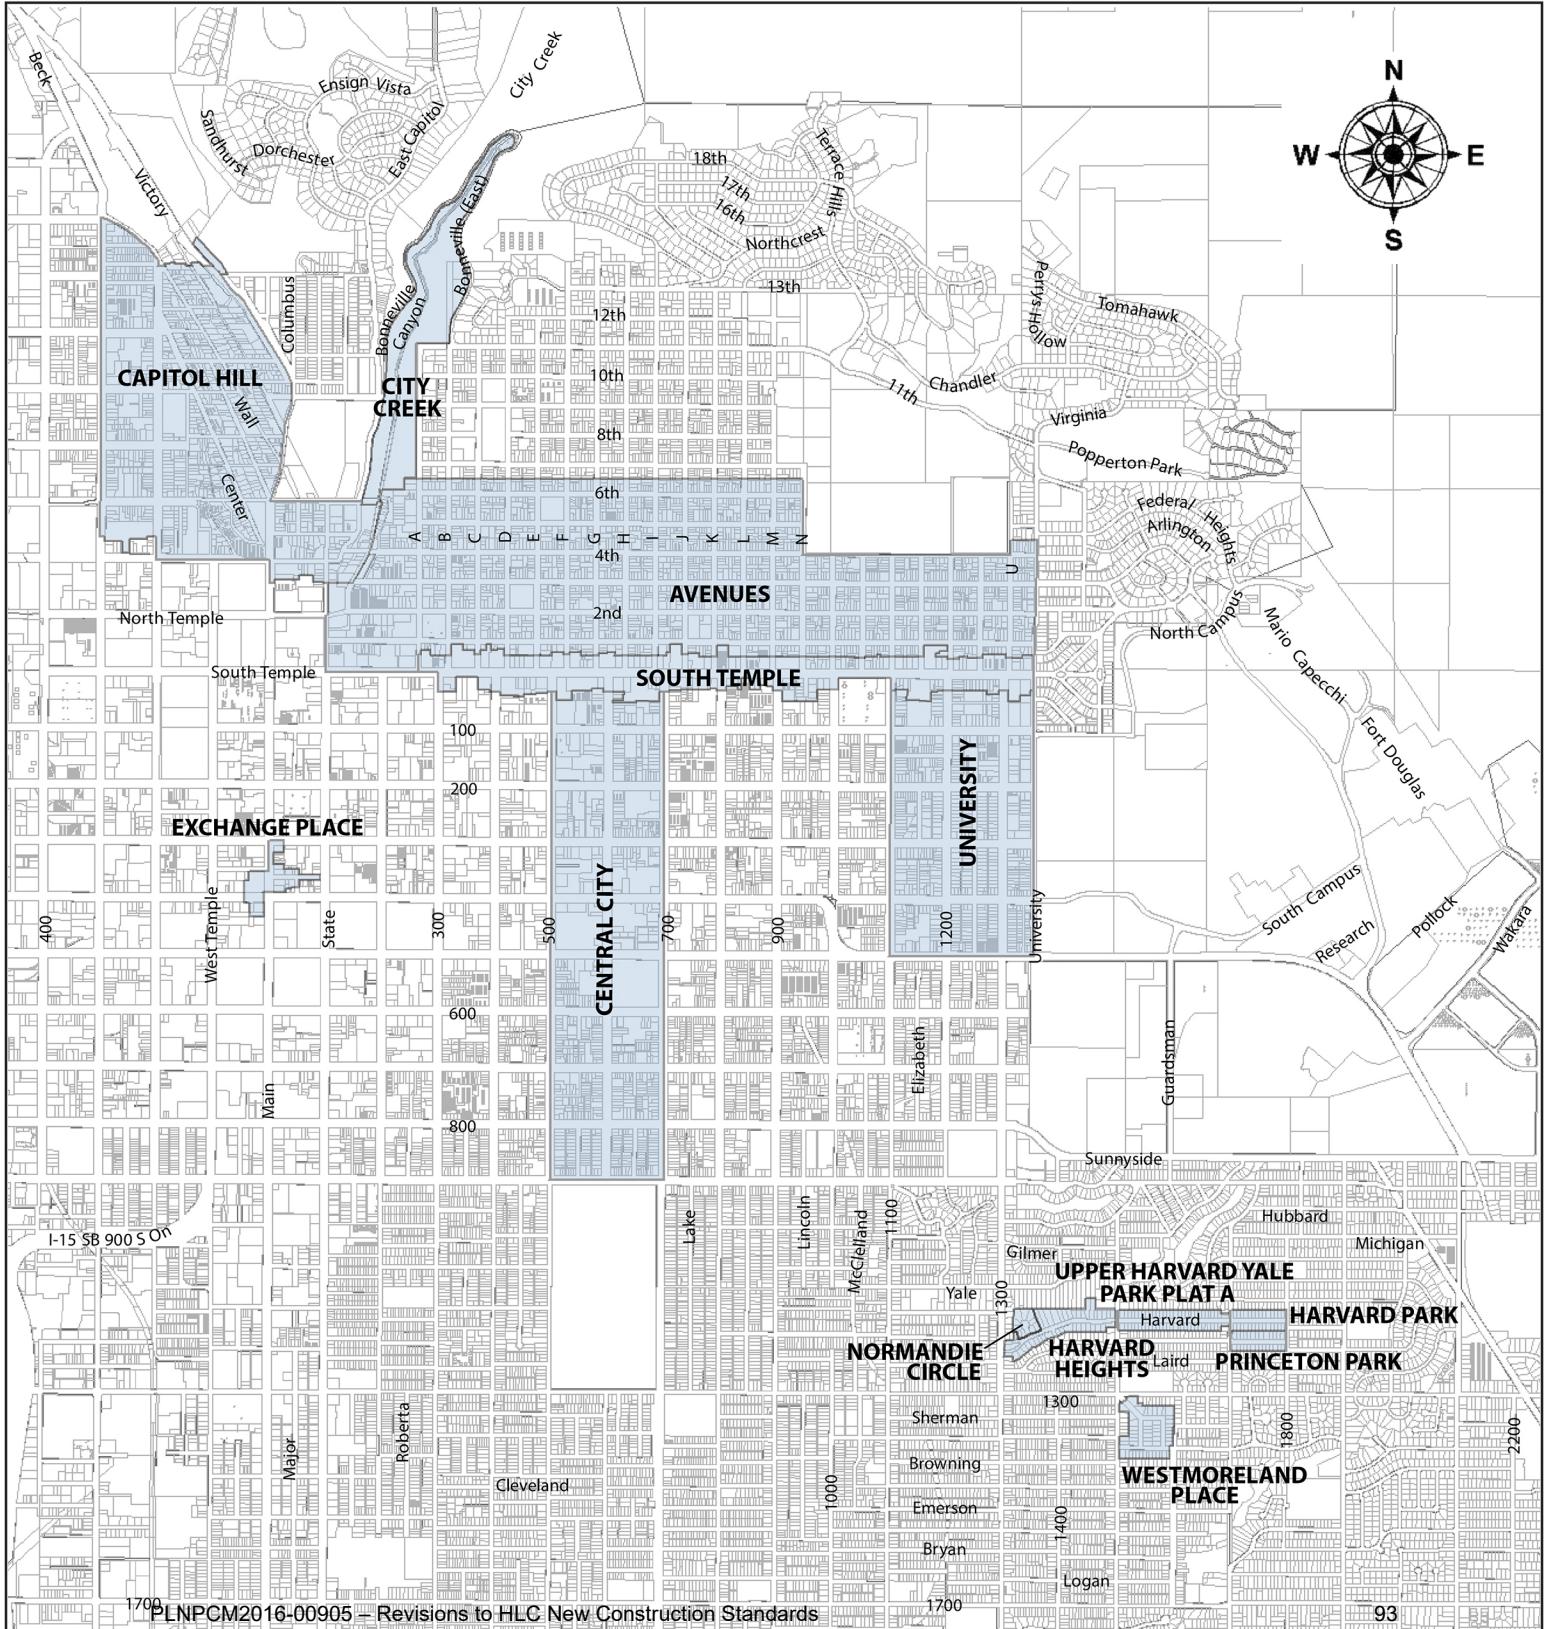 N
W
E
S
Beck
City Creek
Ensign Vista
Sandhurst
Dorchester
East Capitol
Victory
Terrace Hills
18th
17th
16th
Northcrest
13th
12th
Bonneville (East)
Bonneville
Canyon
Columbus
Perrys Hollow
Tomahawk
CAPITOL HILL
Wall
CITY
CREEK
10th
11th
Chandler
Virginia
8th
Popperton Park
Center
6th
Federal
Heights
Arlington
A
B
C
D
E
F
G
H
I
J
K
L
M
N
4th
U
AVENUES
2nd
North Temple
North Campus
Mario Capecchi
South Temple
SOUTH TEMPLE
100
200
Fort Douglas
UNIVERSITY
EXCHANGE PLACE
CENTRAL CITY
400
West Temple
State
300
500
700
900
1200
University
South Campus
Research
Pollock
Wakara
600
Elizabeth
Guardsman
Main
800
Sunnyside
Lake
Lincoln
McClelland
1100
I-15 SB 900 S On
Hubbard
Michigan
Gilmer
UPPER HARVARD YALE
PARK PLAT A
Yale
1300
Harvard
HARVARD PARK
NORMANDIE
CIRCLE
HARVARD
HEIGHTS
Laird
PRINCETON PARK
1300
Sherman
Roberta
Major
1800
2200
Browning
WESTMORELAND
PLACE
Cleveland
1000
Emerson
1400
Bryan
Logan
1700
1700
PLNPCM2016-00905 – Revisions to HLC New Construction Standards
93